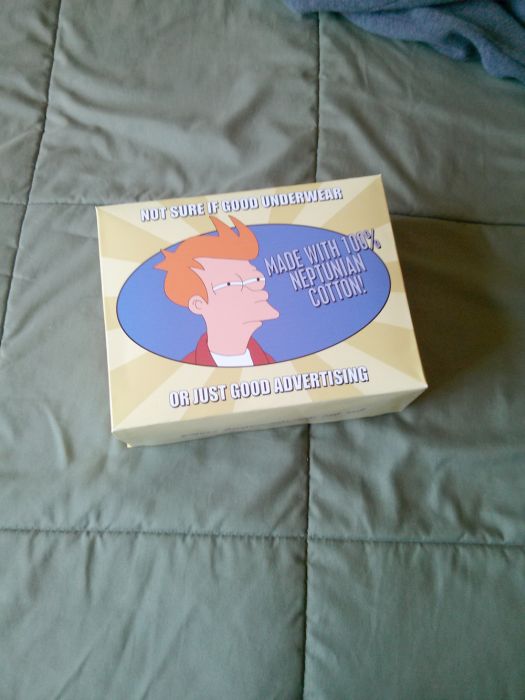 NOT SURE IF GOOD UNDERWEAR
MADE WITH 100%
NEPTUNIAN
COTTON!
OR JUST GOOD ADVERTISING